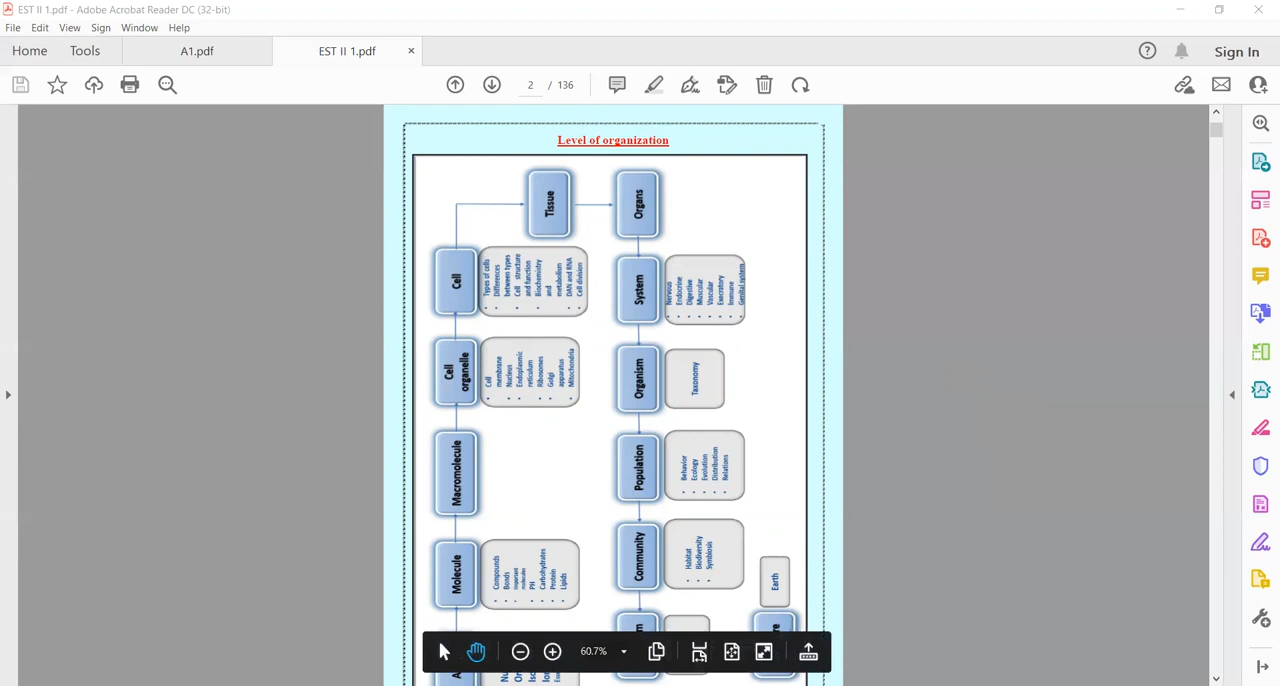 EST II 1.pdf - Adobe Acrobat Reader DC (32-bit)
File Edit View Sign Window Help
Home Tools A1.pdf EST II 1.pdf × Sign In
2 / 136
Level of organization
Tissue
Organs
Cell
Types of cells
Differences
between types
Cell structure
and function
Biochemistry
and
metabolism
DAN and RNA
Cell division
System
Nervous
Endocrine
Digestive
Muscular
Vascular
Execratory
Immune
Genital system
Cell
organelle
Cell
membrane
Nucleus
Endoplasmic
reticulum
Ribosomes
Golgi
apparatus
Mitochondria
Organism
Taxonomy
Macromolecule
Population
Behavior
Ecology
Evolution
Distribution
Relations
Molecule
Compounds
Bonds
Important
molecules
PH
Carbohydrates
Protein
Lipids
Community
Habitat
Biodiversity
Symbiosis
Earth
60.7%